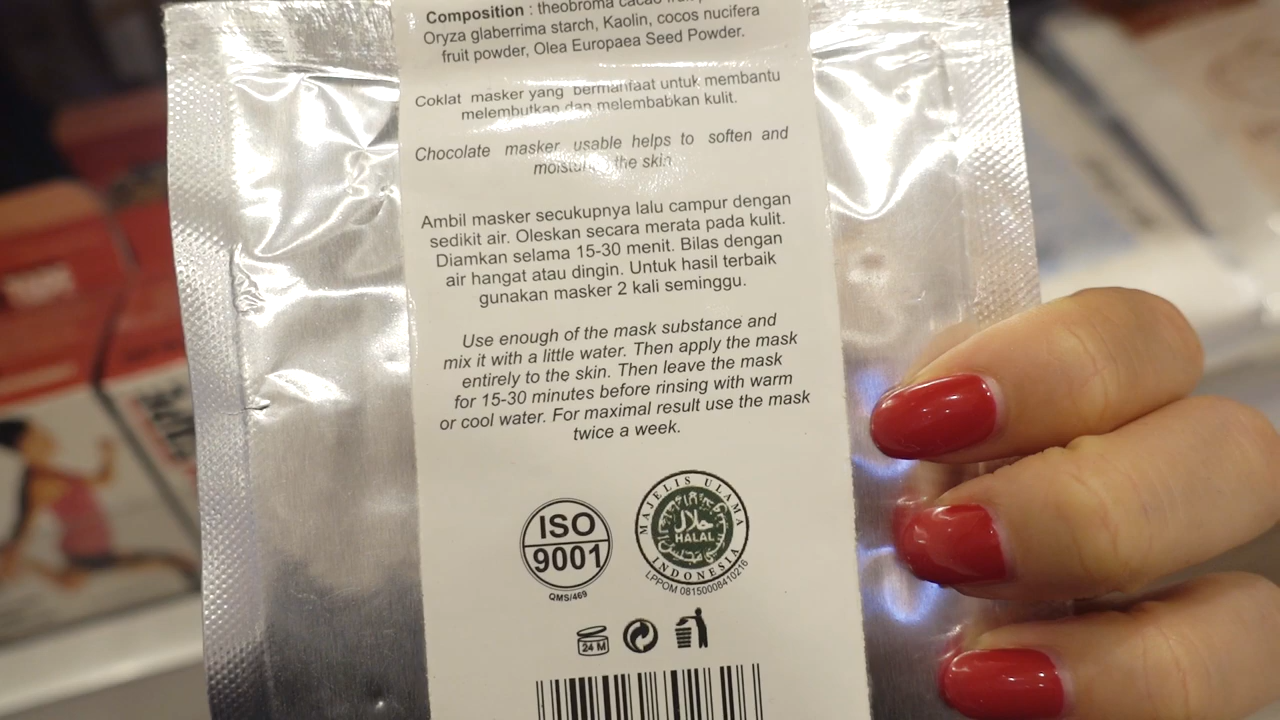 Composition : theobroma cacao
Oryza glaberrima starch, Kaolin, cocos nucifera
fruit powder, Olea Europaea Seed Powder.
Coklat masker yang bermanfaat untuk membantu
melembutkan dan melembabkan kulit.
Chocolate masker usable helps to soften and
the skin
Ambil masker secukupnya lalu campur dengan
sedikit air. Oleskan secara merata pada kulit.
Diamkan selama 15-30 menit. Bilas dengan
air hangat atau dingin. Untuk hasil terbaik
gunakan masker 2 kali seminggu.
Use enough of the mask substance and
mix it with a little water. Then apply the mask
entirely to the skin. Then leave the mask
for 15-30 minutes before rinsing with warm
or cool water. For maximal result use the mask
twice a week.
ISO
9001
QMS/469
MAJELIS ULAMA
حلال
HALAL
INDONESIA
LPPOM 08150008410216
24 M